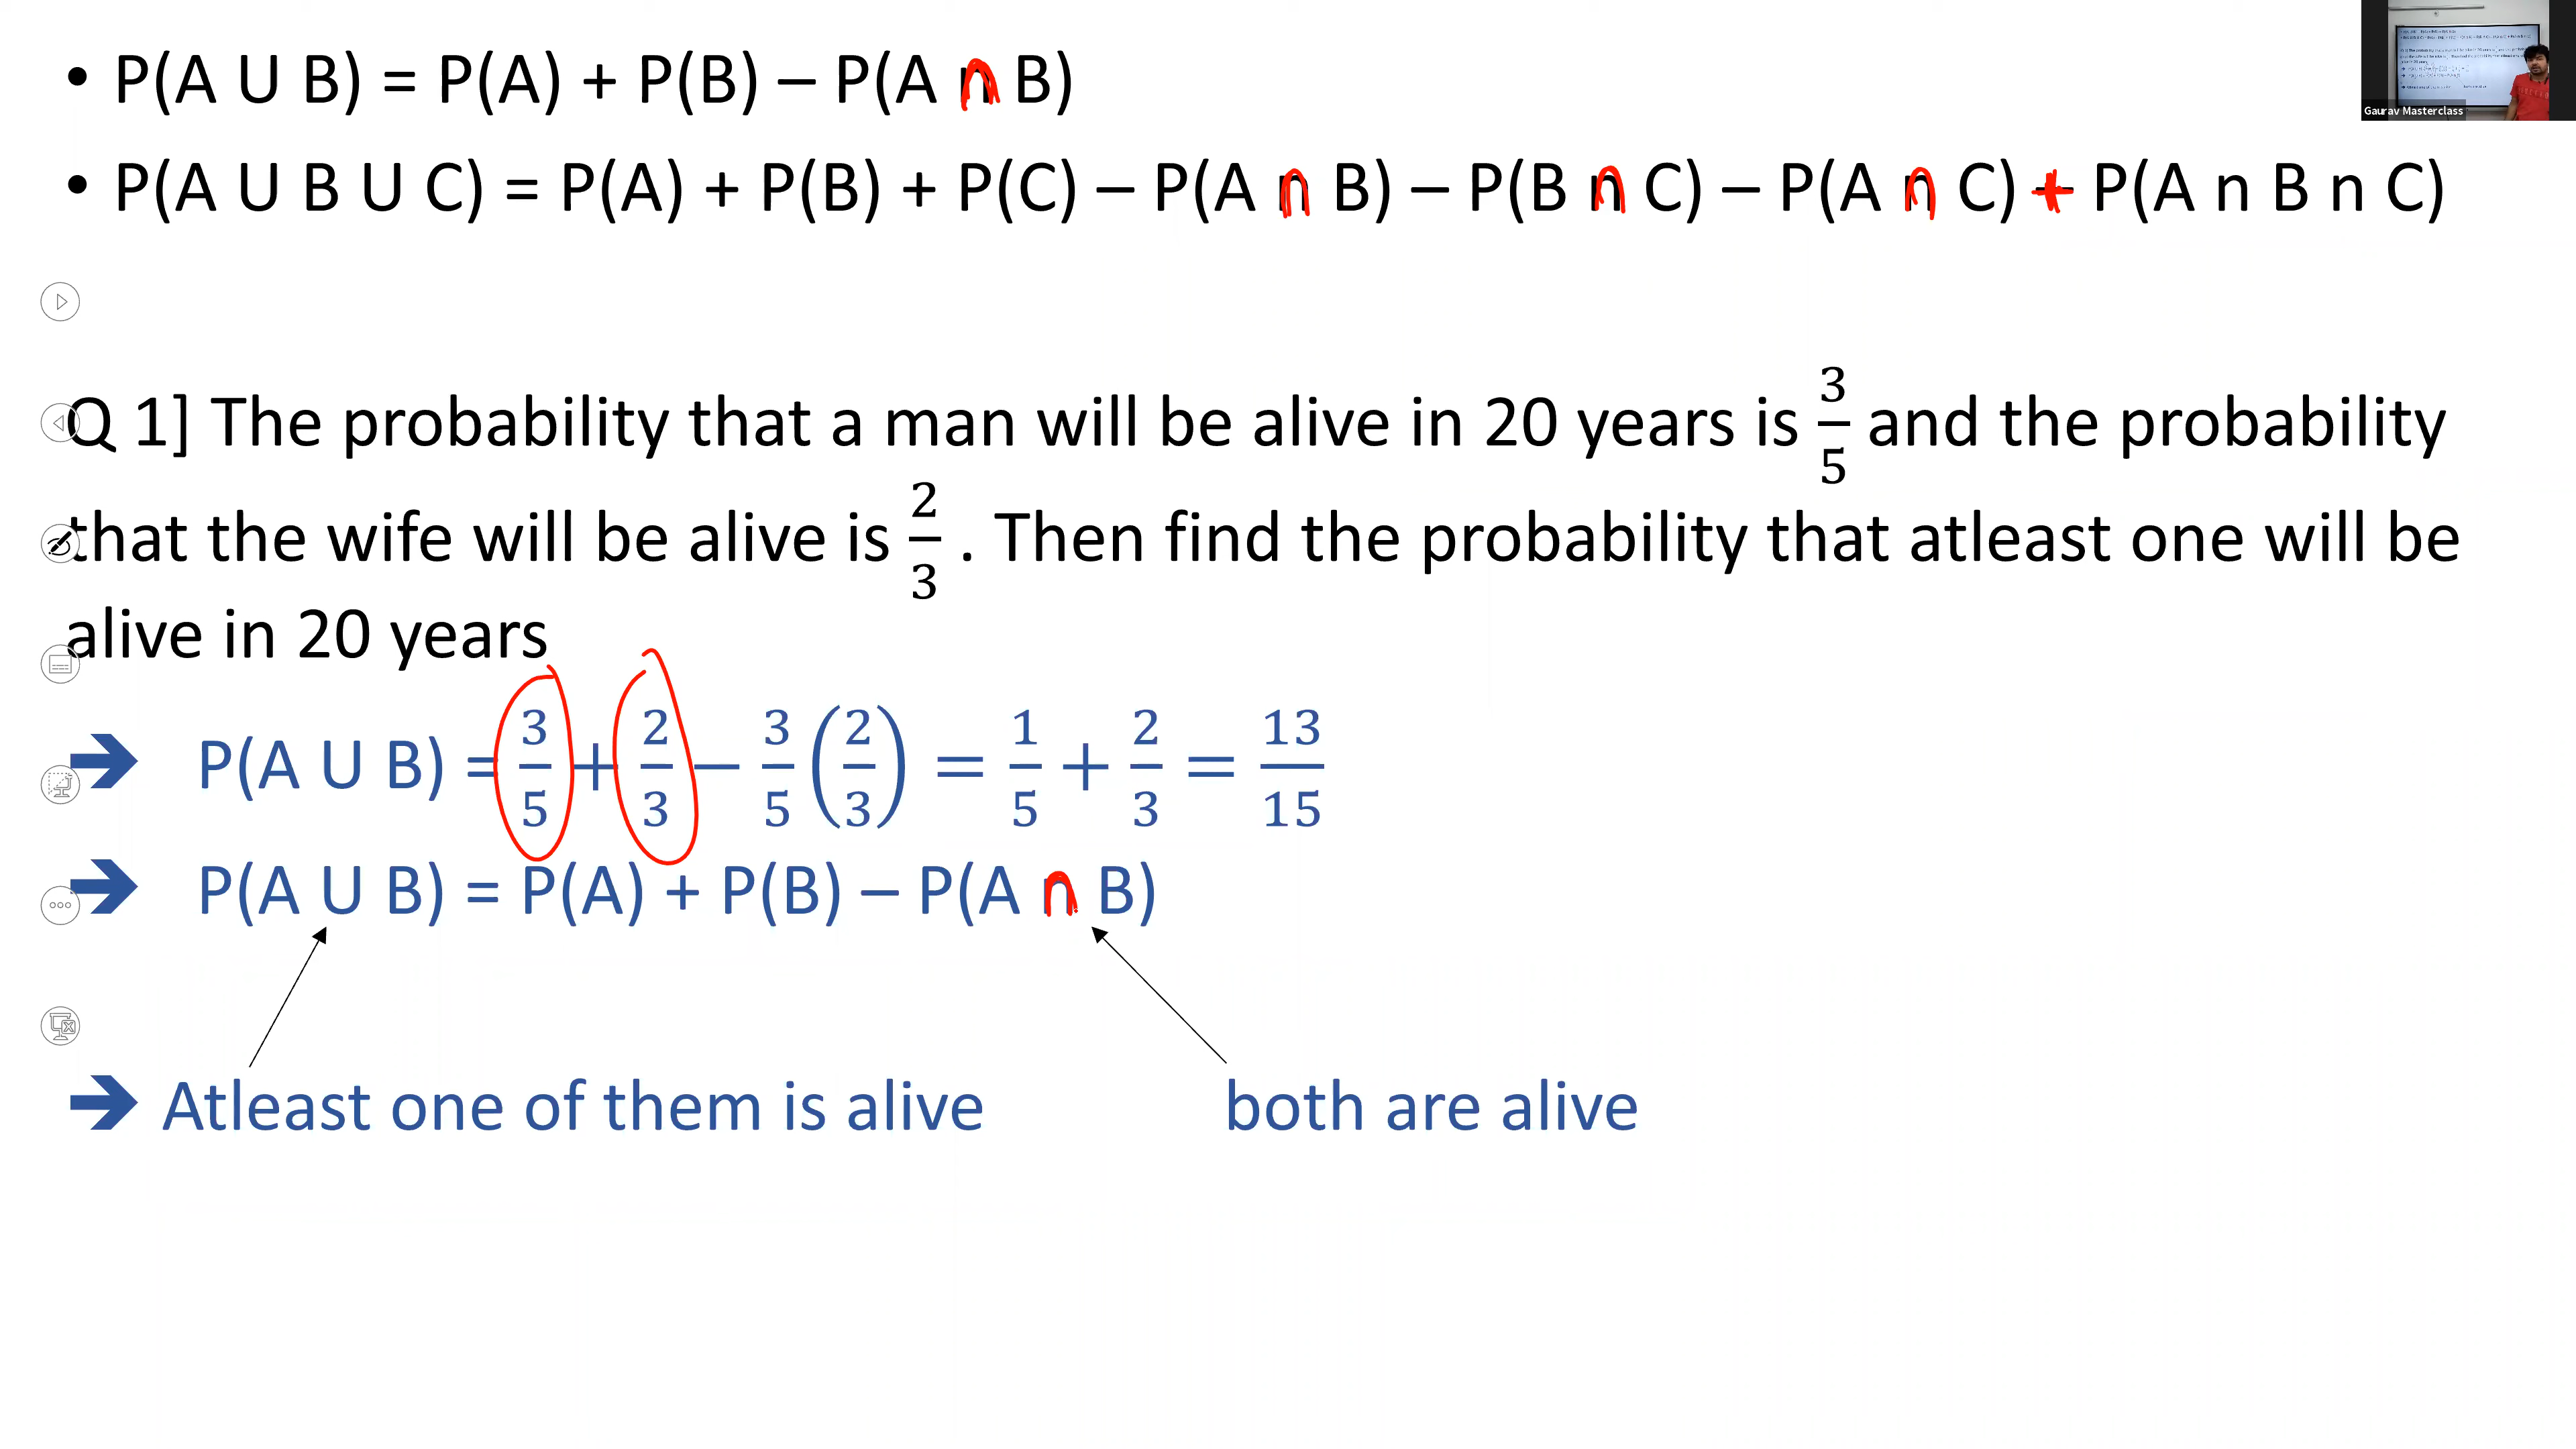 • P(A U B) = P(A) + P(B) – P(A ∩ B)
• P(A U B U C) = P(A) + P(B) + P(C) – P(A ∩ B) – P(B ∩ C) – P(A ∩ C) + P(A n B n C)
Q 1] The probability that a man will be alive in 20 years is 3/5 and the probability
that the wife will be alive is 2/3 . Then find the probability that atleast one will be
alive in 20 years
➔ P(A U B) = 3/5 + 2/3 – 3/5 (2/3) = 1/5 + 2/3 = 13/15
➔ P(A U B) = P(A) + P(B) – P(A ∩ B)
➔ Atleast one of them is alive both are alive
Gaurav Masterclass